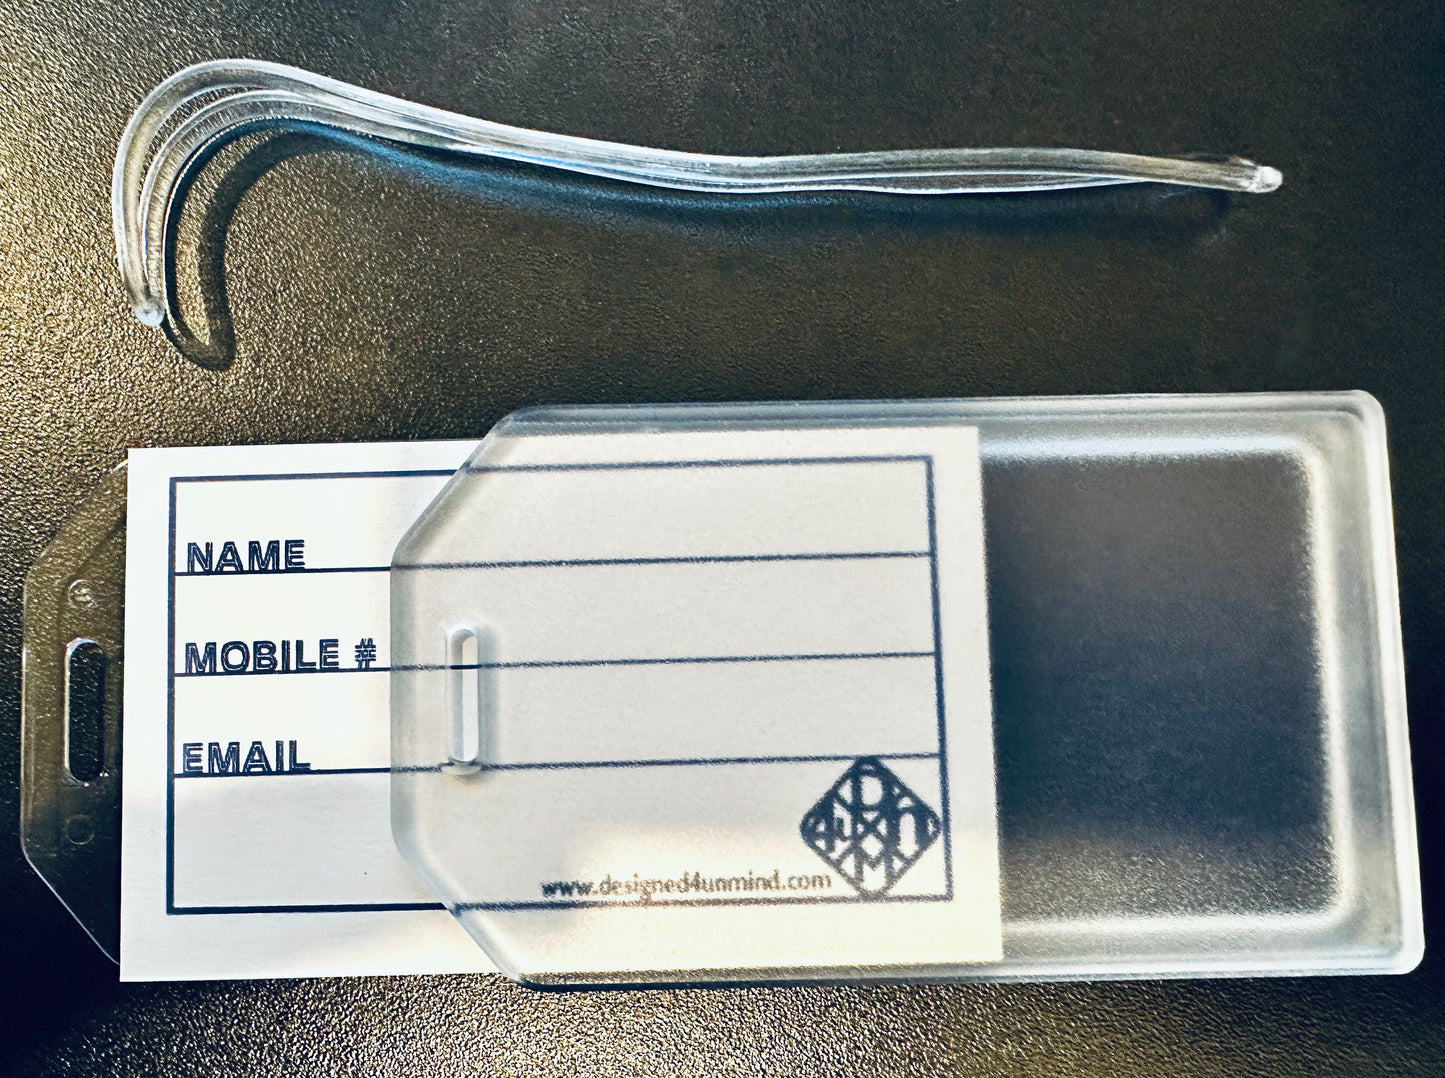 NAME
MOBILE #
EMAIL
www.designed4unmind.com